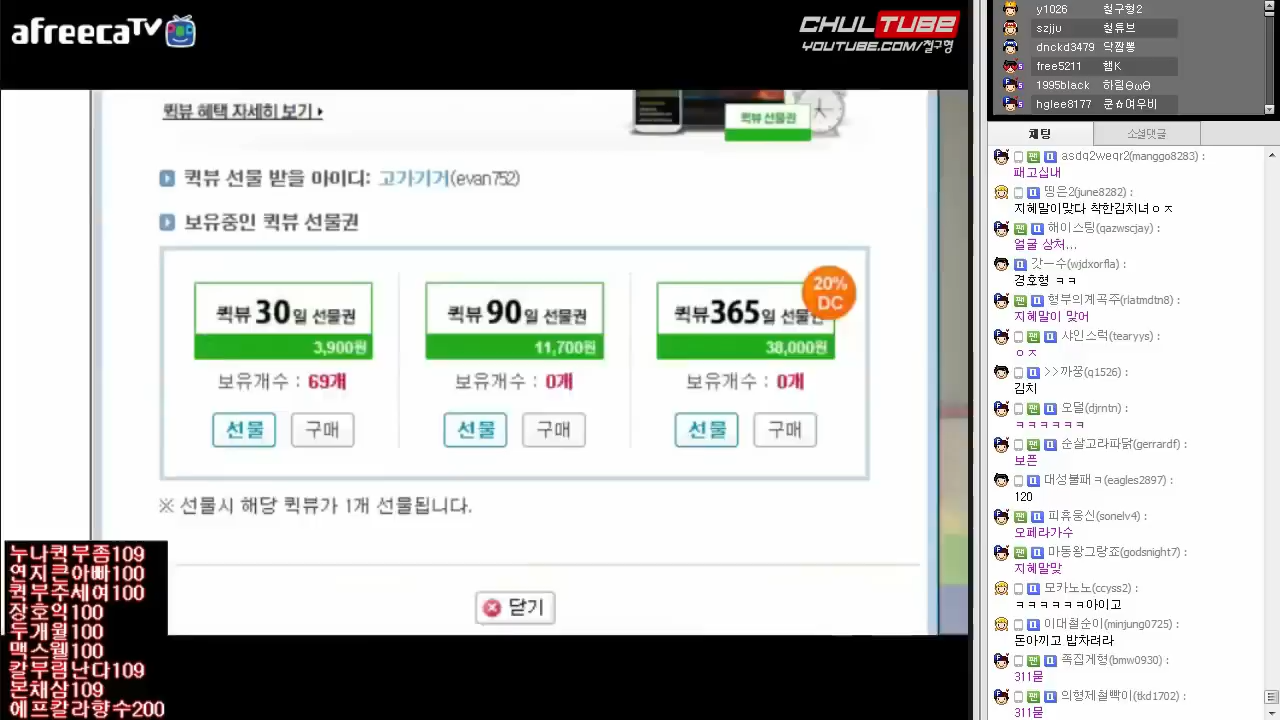 afreecaTV
CHULTUBE
YOUTUBE.COM/철구형
퀵뷰 혜택 자세히 보기
퀵뷰 선물권
퀵뷰 선물 받을 아이디: 고가기거(evan752)
보유중인 퀵뷰 선물권
퀵뷰 30일 선물권
3,900원
보유개수 : 69개
선물 구매
퀵뷰 90일 선물권
11,700원
보유개수 : 0개
선물 구매
20% DC
퀵뷰 365일 선물권
38,000원
보유개수 : 0개
선물 구매
※ 선물시 해당 퀵뷰가 1개 선물됩니다.
닫기
누나퀵부좀109
연지큰아빠100
퀵부주세여100
장호익100
두개월100
맥스웰100
칼부림난다109
본채삼109
에프칼라향수200
y1026 철구형2
szjju 철튜브
dnckd3479 닥짬뽕
free5211 햄K
1995black 히릴ΘωΘ
채팅 소셜댓글
asdq2weqr2(manggo8283) :
패고십내
띵은2(june8282) :
지혜말이맞다 착한김치녀ㅇㅈ
해이스팅(qazwscjay) :
얼굴 상처...
갓ㅡ수(wjdxorfla) :
경호형 ㅋㅋ
형부의계곡주(rlatmdtn8) :
지혜말이 맞어
샤인스럭(tearyys) :
ㅇㅈ
>>까꿍(q1526) :
김치
오덜(djrntn) :
ㅋㅋㅋㅋㅋㅋ
순살고라파닭(gerrardf) :
보픈
대성불패ㅋ(eagles2897) :
120
피휴웅신(sonelv4) :
오페라가수
마동왕그랑죠(godsnight7) :
지혜말맞
모카노노(ccyss2) :
ㅋㅋㅋㅋㅋㅋ아이고
이대철순이(minjung0725) :
돈아끼고 밥차려라
족집게형(bmw0930) :
311물
의형제철빡이(tkd1702) :
311물